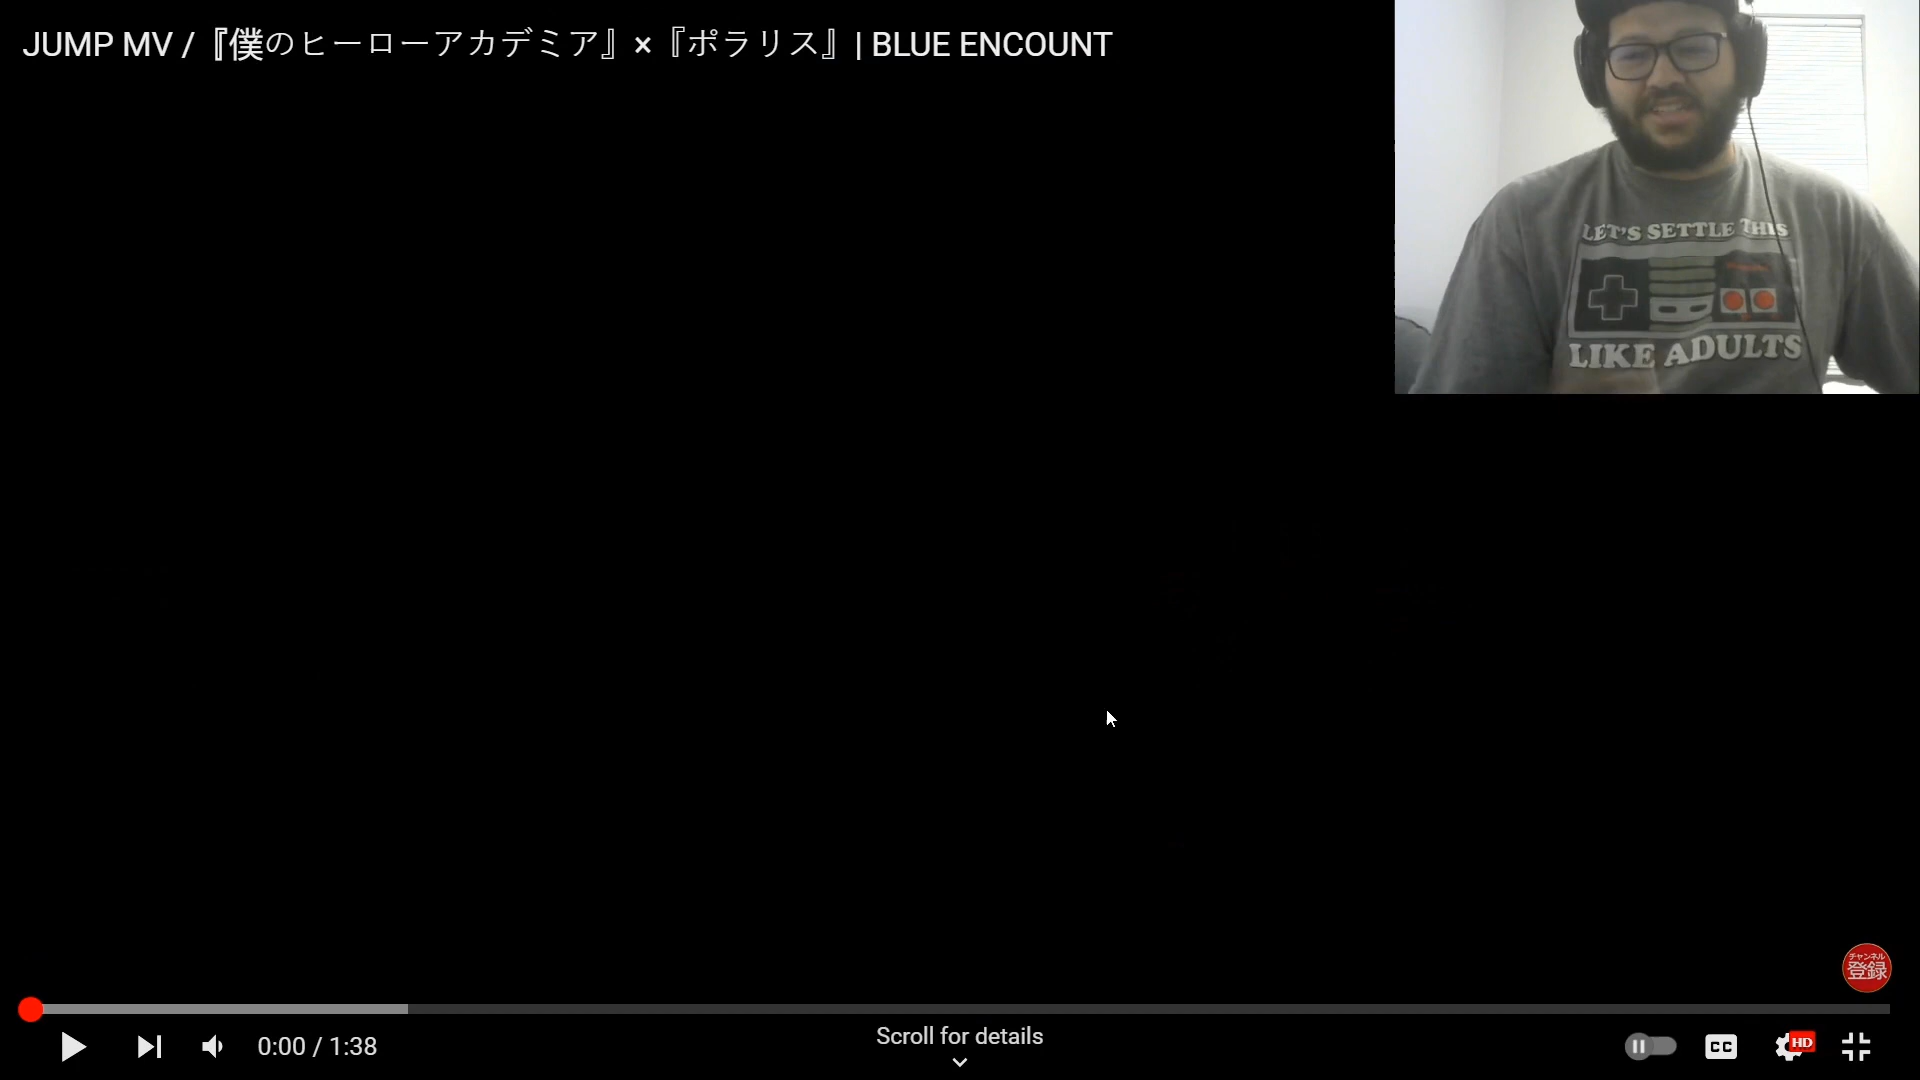 JUMP MV /『僕のヒーローアカデミア』×『ポラリス』| BLUE ENCOUNT
LET'S SETTLE THIS
LIKE ADULTS
チャンネル
登録
0:00 / 1:38
Scroll for details
CC
HD